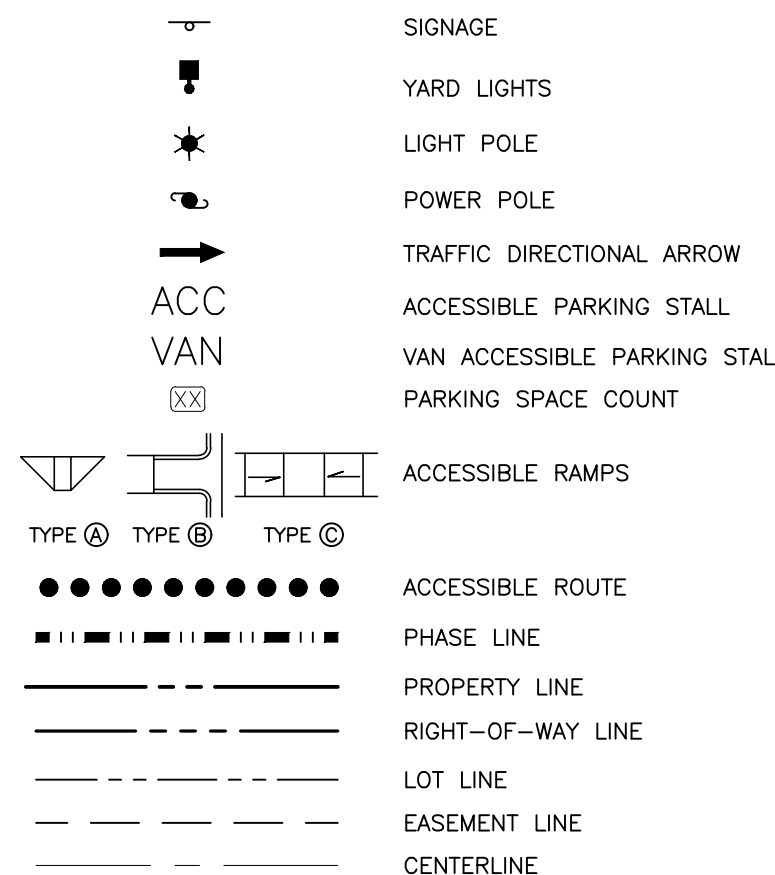 SIGNAGE
YARD LIGHTS
LIGHT POLE
POWER POLE
TRAFFIC DIRECTIONAL ARROW
ACC ACCESSIBLE PARKING STALL
VAN VAN ACCESSIBLE PARKING STAL
XX PARKING SPACE COUNT
ACCESSIBLE RAMPS
TYPE A TYPE B TYPE C
ACCESSIBLE ROUTE
PHASE LINE
PROPERTY LINE
RIGHT-OF-WAY LINE
LOT LINE
EASEMENT LINE
CENTERLINE